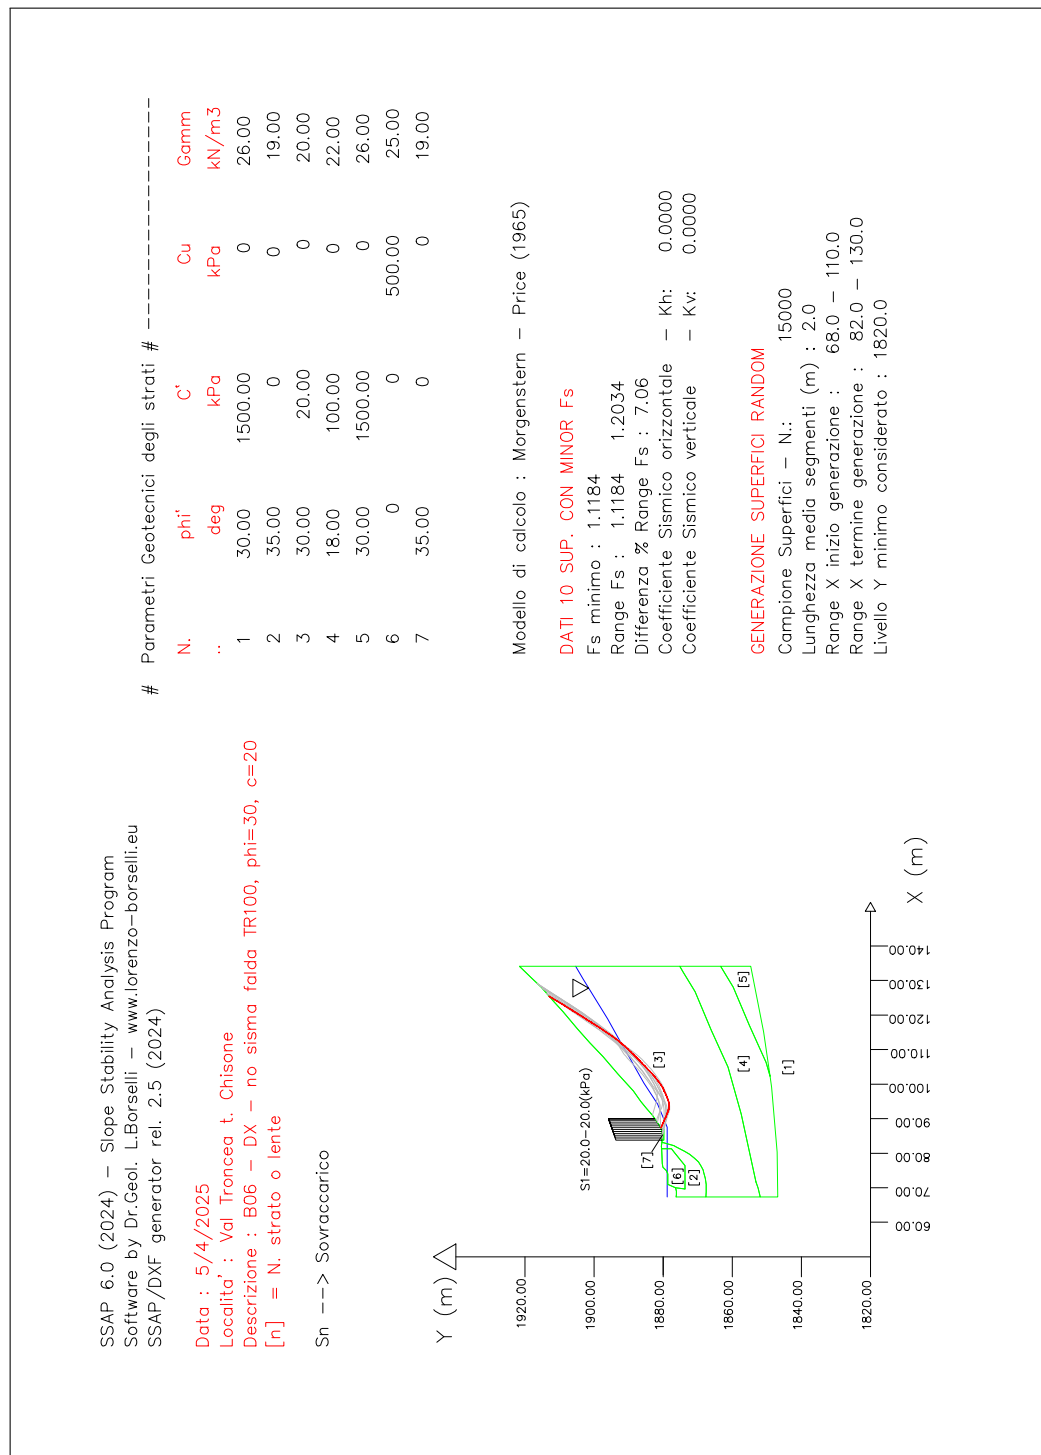 SSAP 6.0 (2024) - Slope Stability Analysis Program
Software by Dr.Geol. L.Borselli - www.lorenzo-borselli.eu
SSAP/DXF generator rel. 2.5 (2024)
Data : 5/4/2025
Localita' : Val Troncea t. Chisone
Descrizione : B06 - DX - no sisma falda TR100, phi=30, c=20
[n] = N. strato o lente
Sn --> Sovraccarico
# Parametri Geotecnici degli strati # -----------------------
N. phi' C' Cu Gamm
.. deg kPa kPa kN/m3
1 30.00 1500.00 0 26.00
2 35.00 0 0 19.00
3 30.00 20.00 0 20.00
4 18.00 100.00 0 22.00
5 30.00 1500.00 0 26.00
6 0 0 500.00 25.00
7 35.00 0 0 19.00
Modello di calcolo : Morgenstern - Price (1965)
DATI 10 SUP. CON MINOR Fs
Fs minimo : 1.1184
Range Fs : 1.1184 1.2034
Differenza % Range Fs : 7.06
Coefficiente Sismico orizzontale - Kh: 0.0000
Coefficiente Sismico verticale - Kv: 0.0000
GENERAZIONE SUPERFICI RANDOM
Campione Superfici - N.: 15000
Lunghezza media segmenti (m) : 2.0
Range X inizio generazione : 68.0 - 110.0
Range X termine generazione : 82.0 - 130.0
Livello Y minimo considerato : 1820.0
Y (m)
1920.00
1900.00
1880.00
1860.00
1840.00
1820.00
S1=20.0-20.0(kPa)
[7]
[6]
[2]
[3]
[4]
[1]
[5]
60.00
70.00
80.00
90.00
100.00
110.00
120.00
130.00
140.00
X (m)